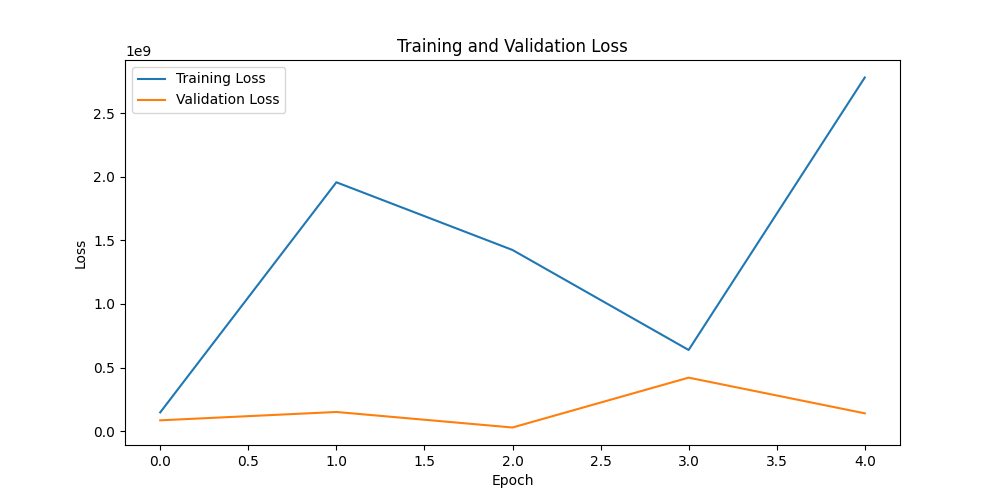 Training and Validation Loss
1e9
Training Loss
Validation Loss
2.5
2.0
1.5
1.0
0.5
0.0
Loss
0.0 0.5 1.0 1.5 2.0 2.5 3.0 3.5 4.0
Epoch